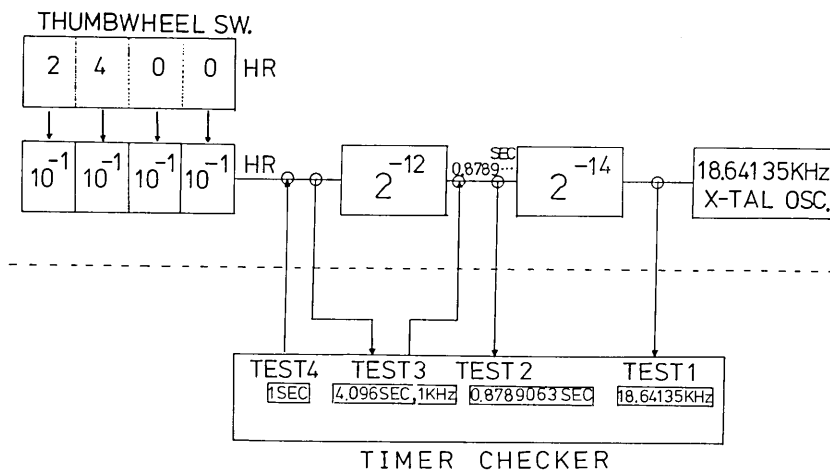 THUMBWHEEL SW.
2 4 0 0 HR
10⁻¹ 10⁻¹ 10⁻¹ 10⁻¹ HR
2⁻¹²
0.8789··· SEC
2⁻¹⁴
18.64135KHz
X-TAL OSC.
TEST4 TEST3 TEST2 TEST1
1SEC 4.096SEC,1KHz 0.8789063SEC 18.64135KHz
TIMER CHECKER